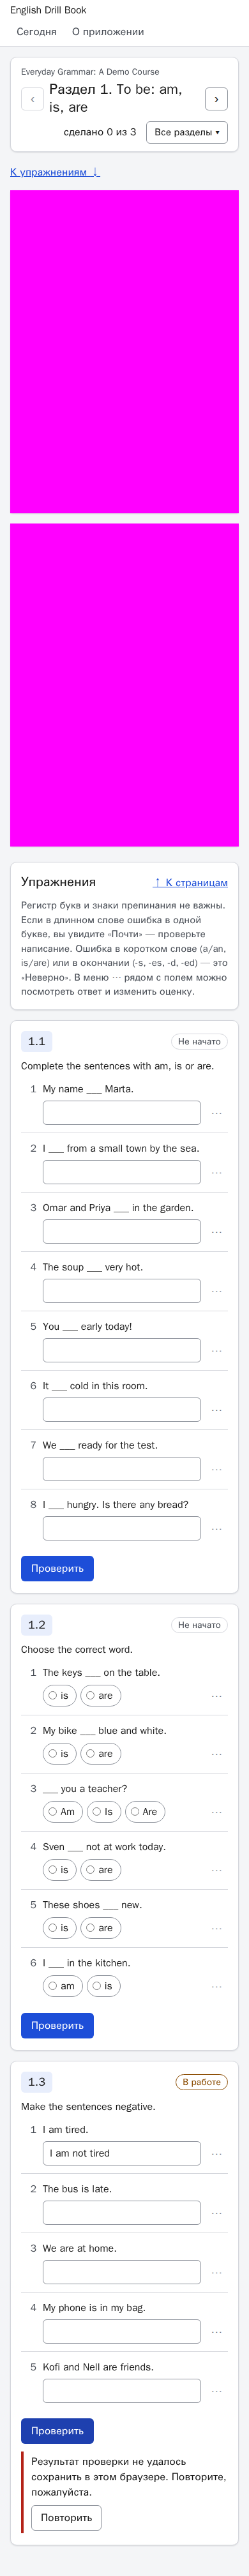 English Drill Book
Сегодня О приложении
Everyday Grammar: A Demo Course
‹ Раздел 1. To be: am, is, are ›
сделано 0 из 3 Все разделы ▾
К упражнениям ↓
Упражнения ↑ К страницам
Регистр букв и знаки препинания не важны.
Если в длинном слове ошибка в одной
букве, вы увидите «Почти» — проверьте
написание. Ошибка в коротком слове (a/an,
is/are) или в окончании (-s, -es, -d, -ed) — это
«Неверно». В меню ⋯ рядом с полем можно
посмотреть ответ и изменить оценку.
1.1 Не начато
Complete the sentences with am, is or are.
1 My name ___ Marta.
⋯
2 I ___ from a small town by the sea.
⋯
3 Omar and Priya ___ in the garden.
⋯
4 The soup ___ very hot.
⋯
5 You ___ early today!
⋯
6 It ___ cold in this room.
⋯
7 We ___ ready for the test.
⋯
8 I ___ hungry. Is there any bread?
⋯
Проверить
1.2 Не начато
Choose the correct word.
1 The keys ___ on the table.
is are ⋯
2 My bike ___ blue and white.
is are ⋯
3 ___ you a teacher?
Am Is Are ⋯
4 Sven ___ not at work today.
is are ⋯
5 These shoes ___ new.
is are ⋯
6 I ___ in the kitchen.
am is ⋯
Проверить
1.3 В работе
Make the sentences negative.
1 I am tired.
I am not tired ⋯
2 The bus is late.
⋯
3 We are at home.
⋯
4 My phone is in my bag.
⋯
5 Kofi and Nell are friends.
⋯
Проверить
Результат проверки не удалось
сохранить в этом браузере. Повторите,
пожалуйста.
Повторить